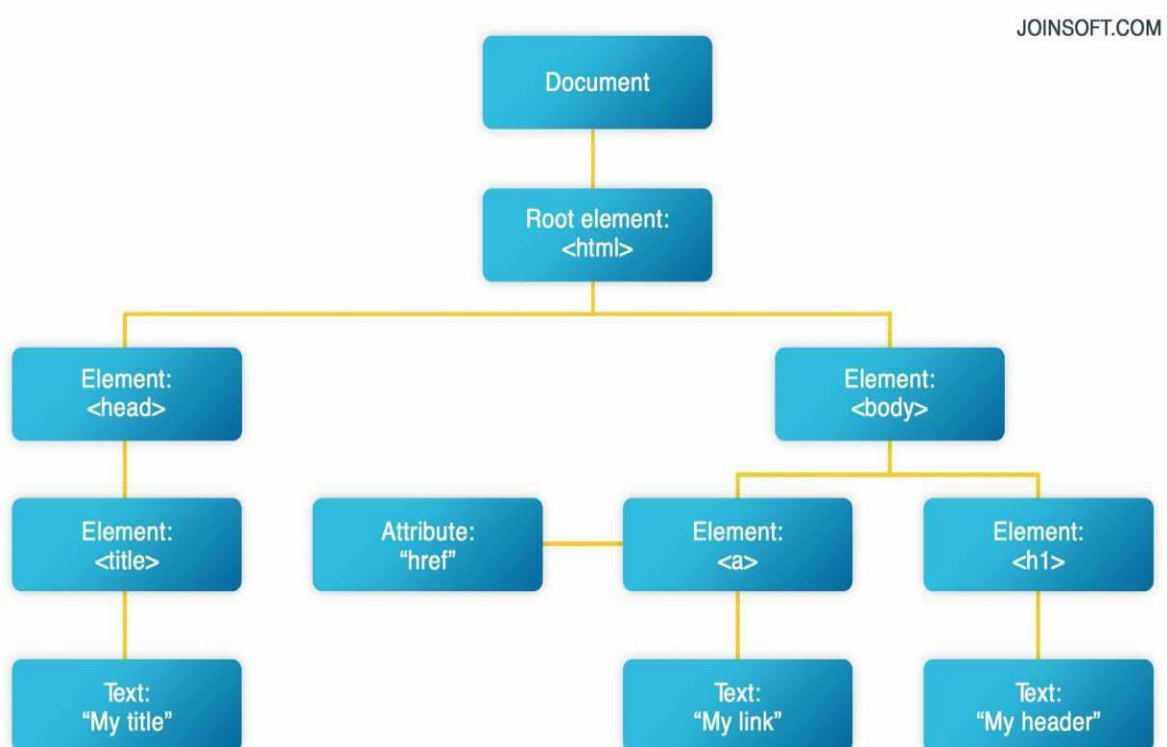 JOINSOFT.COM
Document
Root element:
<html>
Element:
<head>
Element:
<body>
Element:
<title>
Attribute:
“href”
Element:
<a>
Element:
<h1>
Text:
“My title”
Text:
“My link”
Text:
“My header”